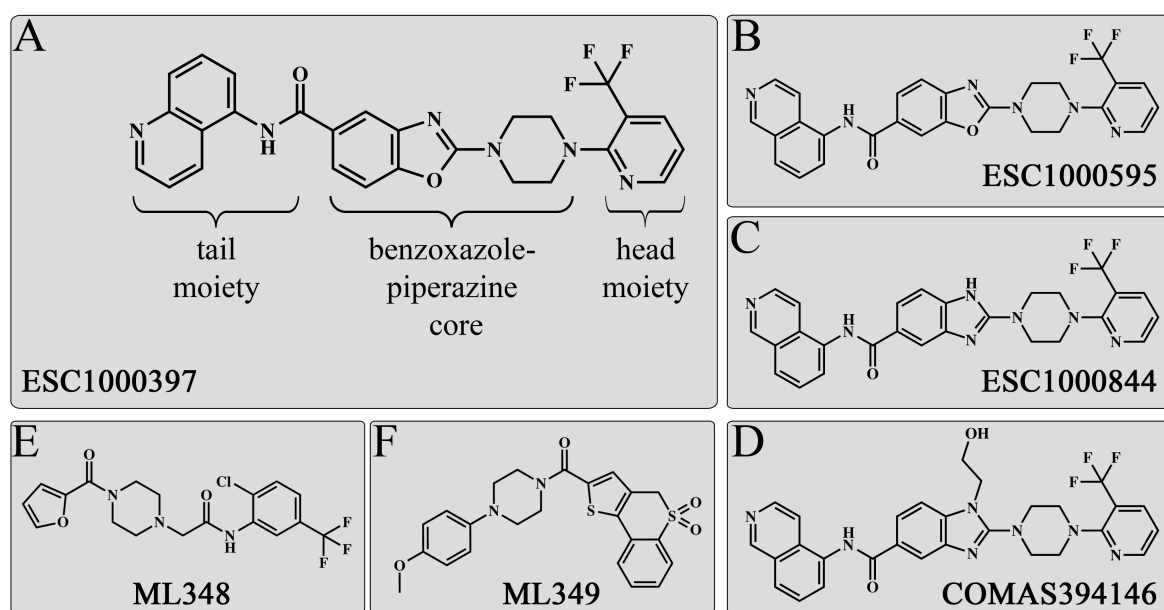 A
F
F
F
N
O
N
H
N
O
N
N
N
tail
moiety
benzoxazole-
piperazine
core
head
moiety
ESC1000397
B
F
F
F
N
H
N
O
N
O
N
N
N
ESC1000595
C
F
F
F
N
H
N
O
H
N
N
N
N
N
ESC1000844
E
O
O
N
N
O
N
H
Cl
F
F
F
ML348
F
O
N
N
S
S
O
O
O
ML349
D
OH
F
F
F
N
H
N
O
N
N
N
N
N
COMAS394146